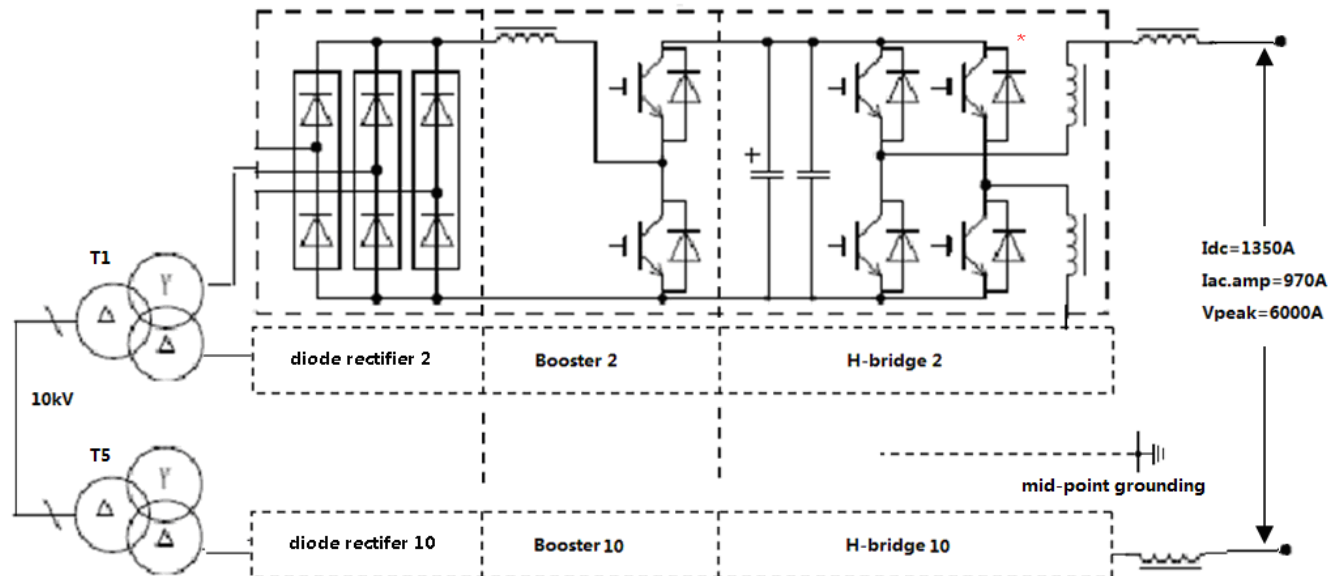 *
+
T1
Y
Δ
Δ
Idc=1350A
Iac.amp=970A
Vpeak=6000A
diode rectifier 2
Booster 2
H-bridge 2
10kV
T5
Y
Δ
Δ
mid-point grounding
diode rectifer 10
Booster 10
H-bridge 10